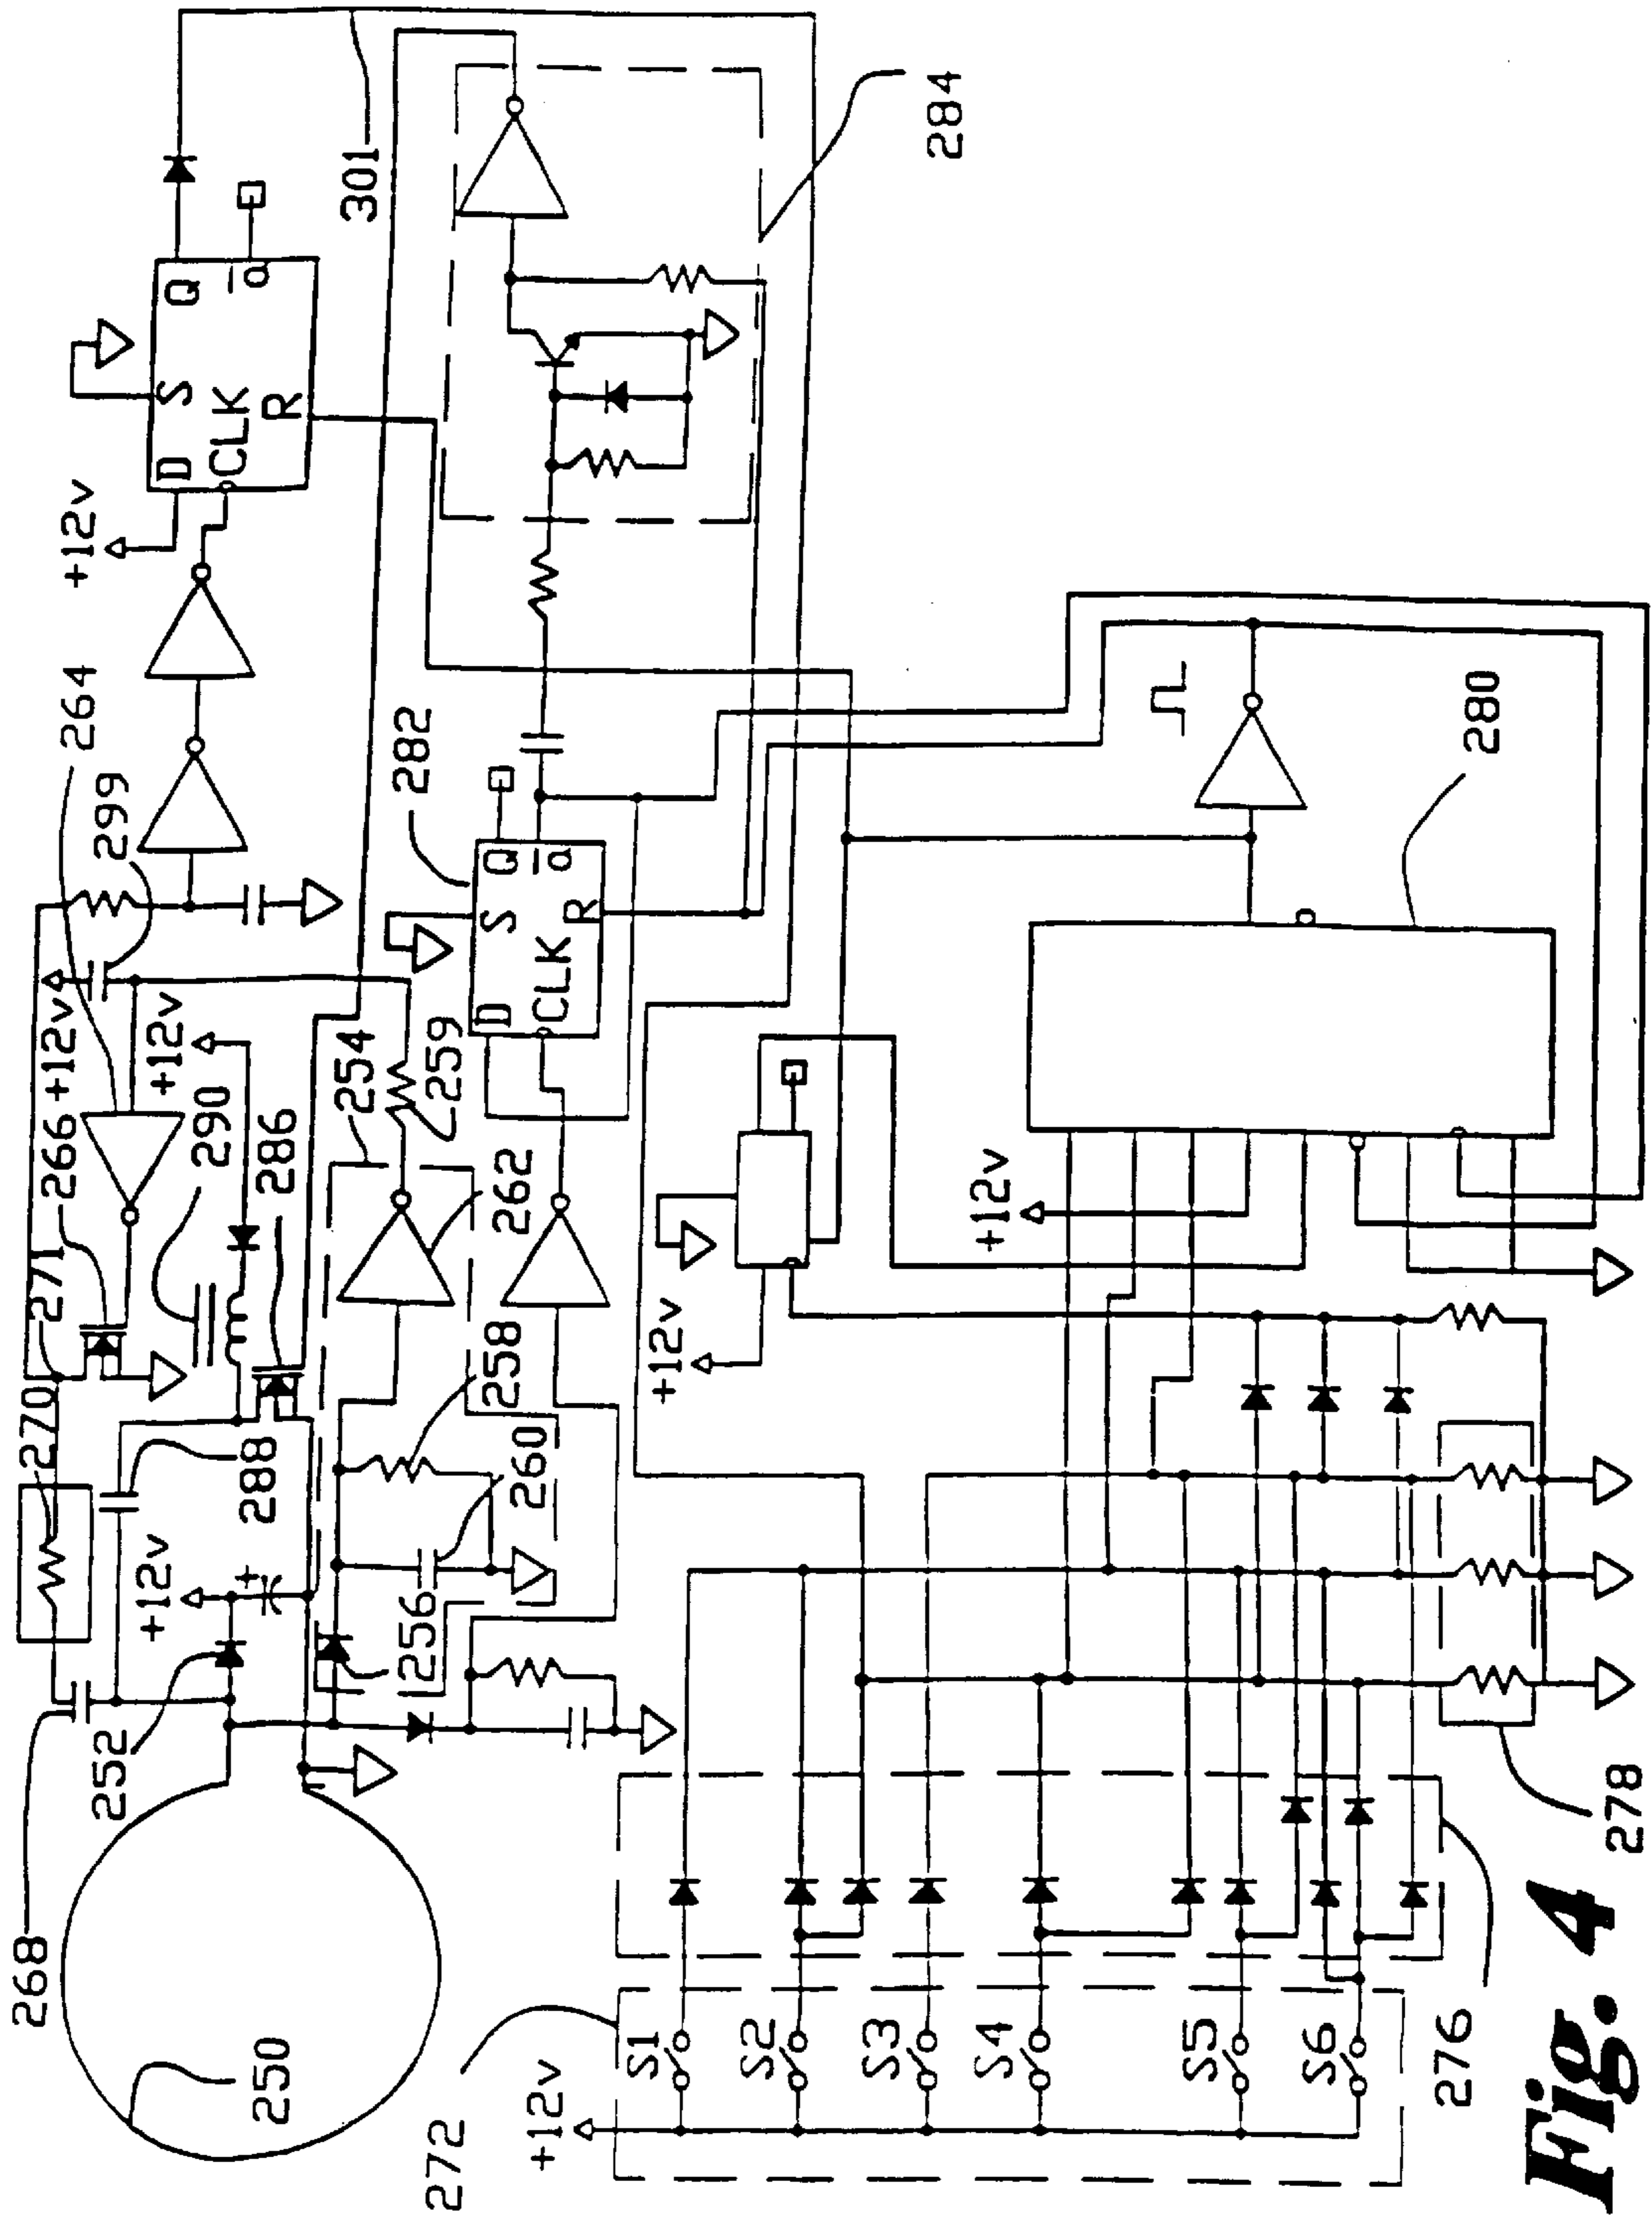 250
268
252
270
271
266
+12v
264
299
+12v
290
288
286
+12v
256
260
258
262
254
259
+12v
D
S
Q
Q
CLK
R
301
282
D
S
Q
Q
CLK
R
284
272
+12v
S1
S2
S3
S4
S5
S6
276
278
+12v
+12v
280
Fig. 4